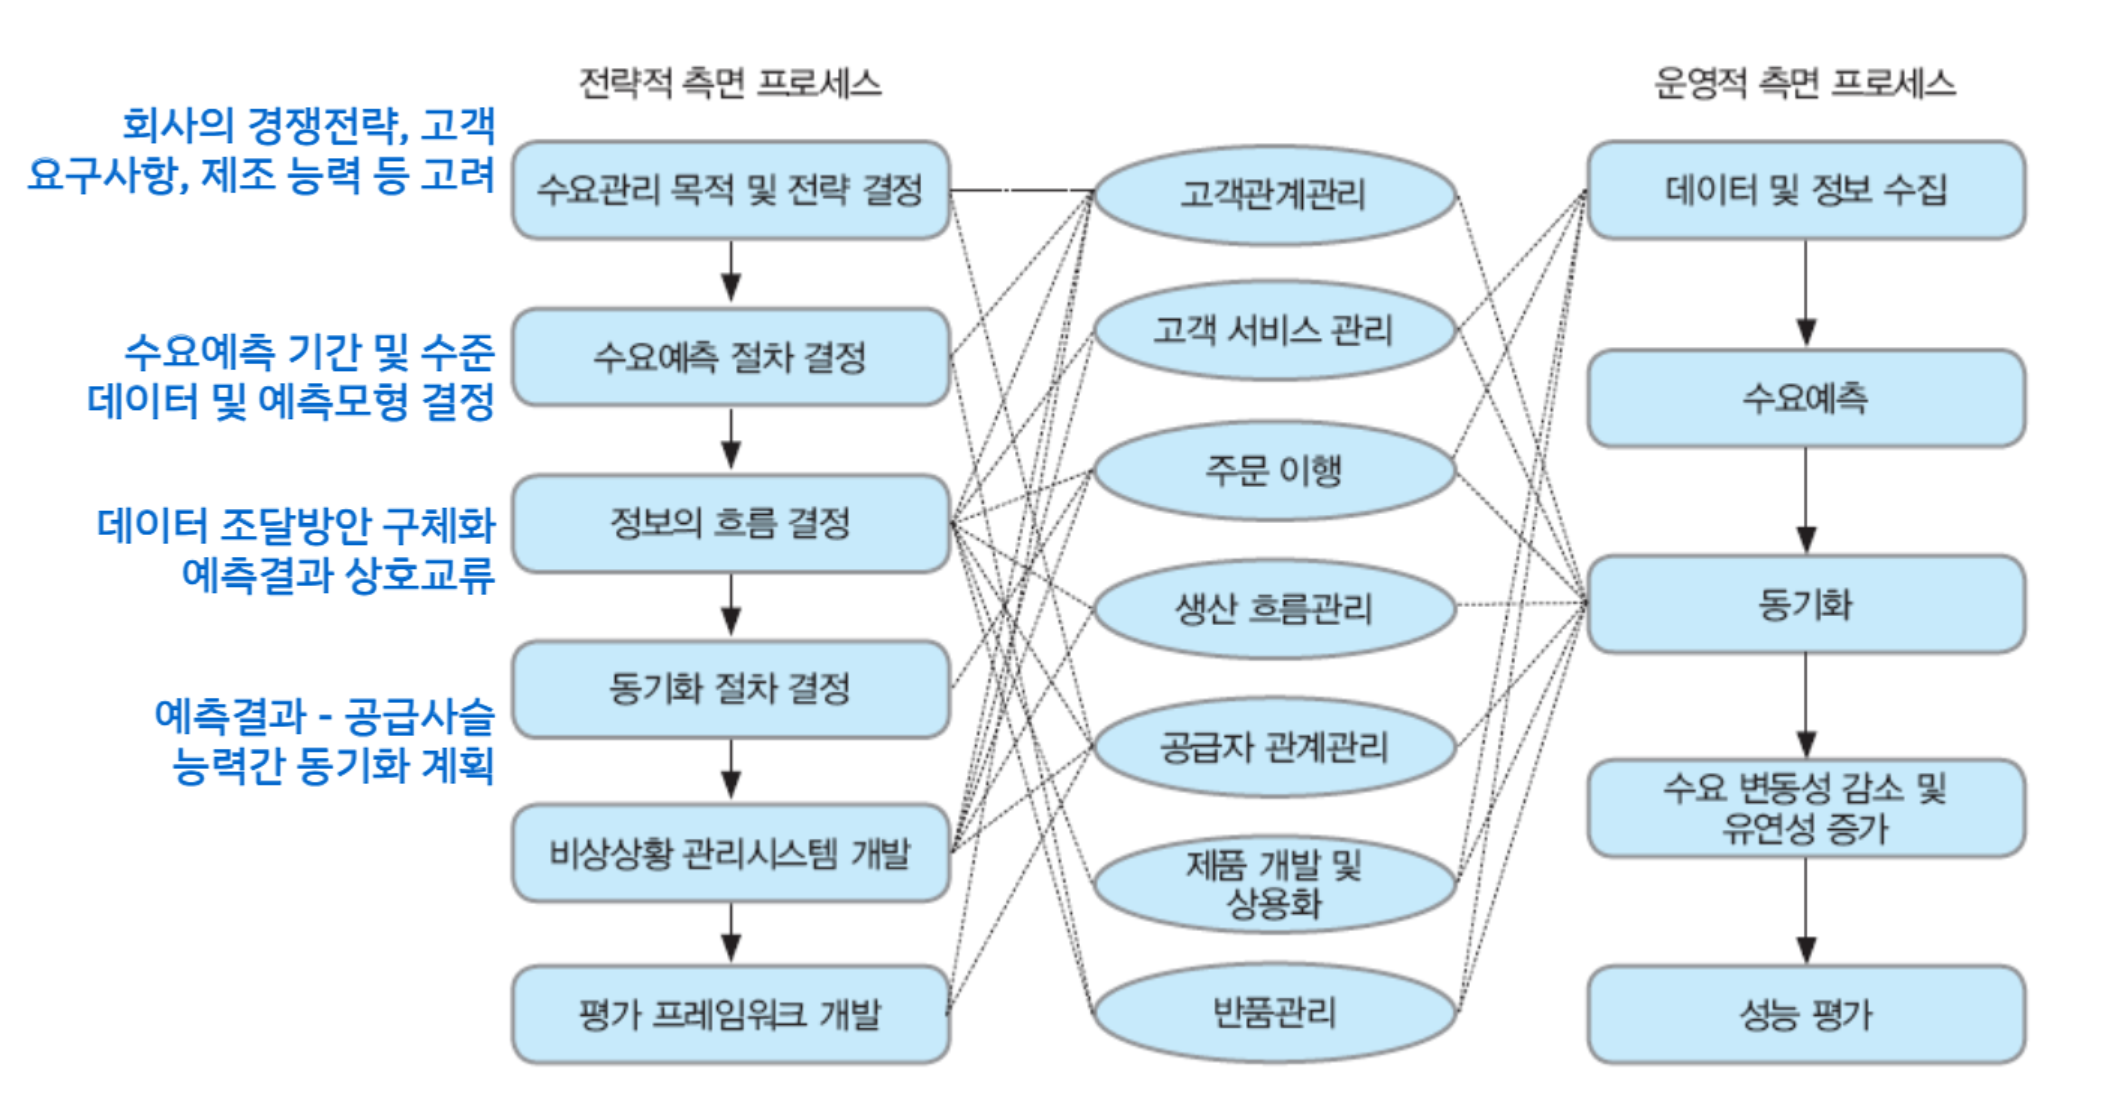 전략적 측면 프로세스
운영적 측면 프로세스
회사의 경쟁전략, 고객
요구사항, 제조 능력 등 고려
수요관리 목적 및 전략 결정
고객관계관리
데이터 및 정보 수집
수요예측 기간 및 수준
데이터 및 예측모형 결정
수요예측 절차 결정
고객 서비스 관리
수요예측
데이터 조달방안 구체화
예측결과 상호교류
정보의 흐름 결정
주문 이행
생산 흐름관리
동기화
예측결과 - 공급사슬
능력간 동기화 계획
동기화 절차 결정
공급자 관계관리
수요 변동성 감소 및
유연성 증가
비상상황 관리시스템 개발
제품 개발 및
상용화
평가 프레임워크 개발
반품관리
성능 평가